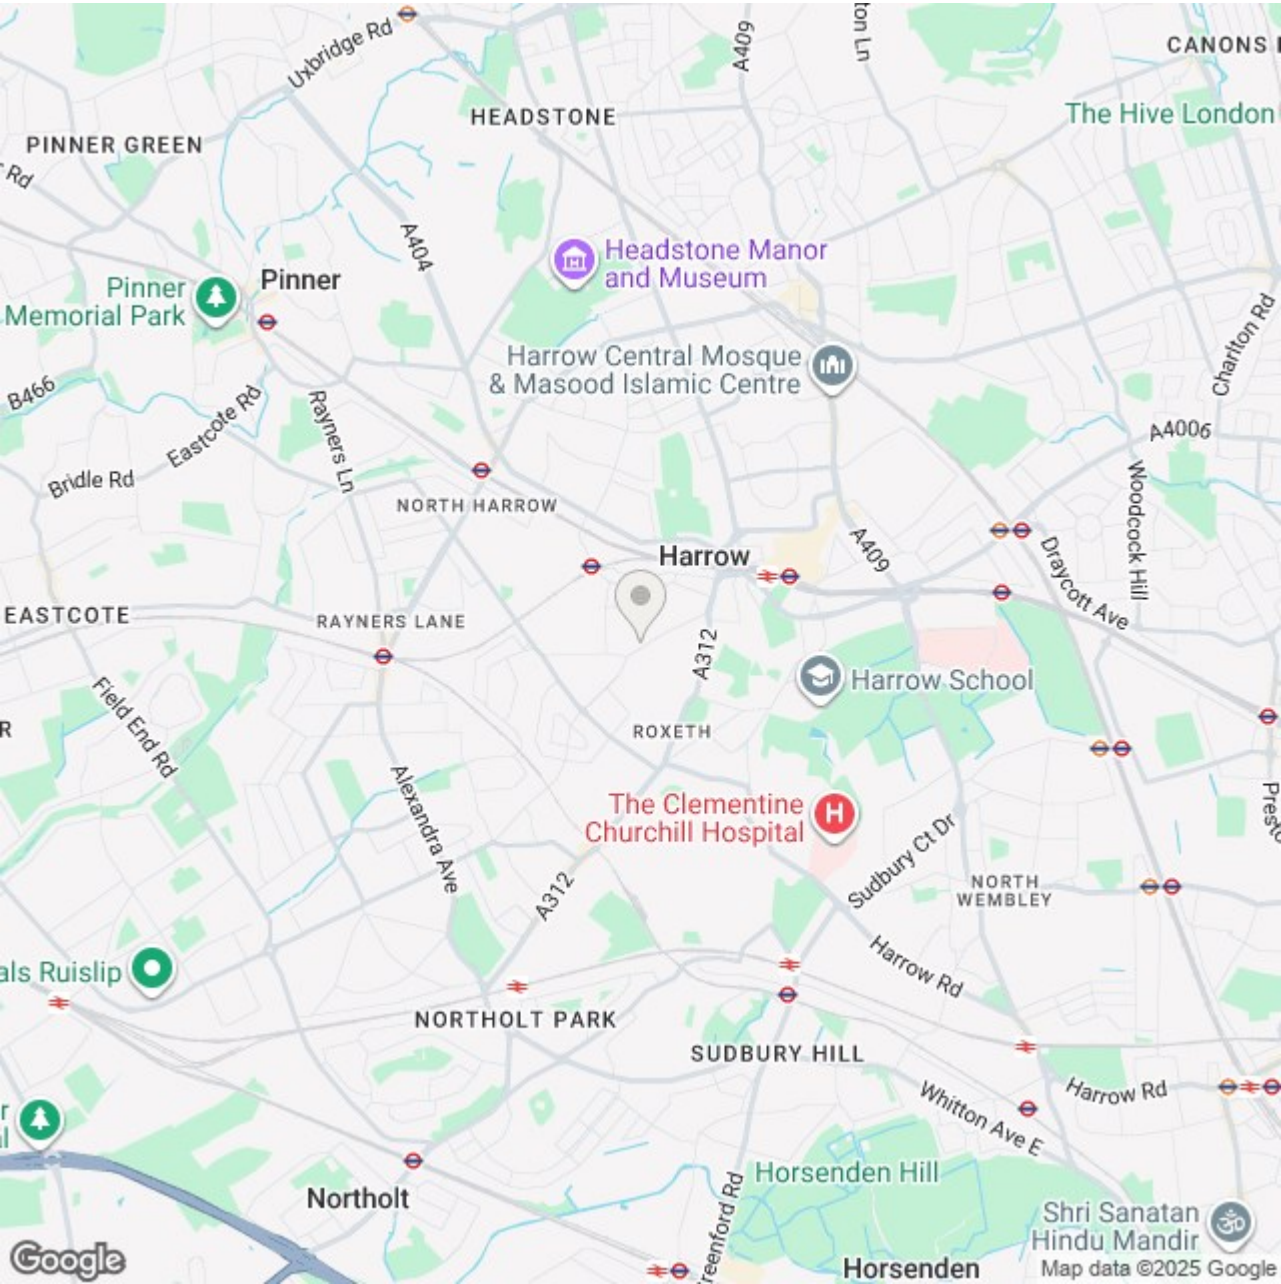 Uxbridge Rd
A409
ton Ln
CANONS
HEADSTONE
The Hive London
PINNER GREEN
Rd
A404
Headstone Manor
and Museum
Pinner
Pinner
Memorial Park
Charlton Rd
Harrow Central Mosque
& Masood Islamic Centre
B466
Eastcote Rd
Rayners Ln
A4006
Bridle Rd
Woodcock Hill
NORTH HARROW
Harrow
A409
Draycott Ave
EASTCOTE
RAYNERS LANE
A312
Harrow School
Field End Rd
R
ROXETH
Alexandra Ave
The Clementine
Churchill Hospital
H
Sudbury Ct Dr
Presto
A312
NORTH
WEMBLEY
Harrow Rd
als Ruislip
NORTHOLT PARK
SUDBURY HILL
Harrow Rd
Whitton Ave E
r
al
Horsenden Hill
Northolt
reenford Rd
Shri Sanatan
Hindu Mandir
ॐ
Horsenden
Google
Map data ©2025 Google